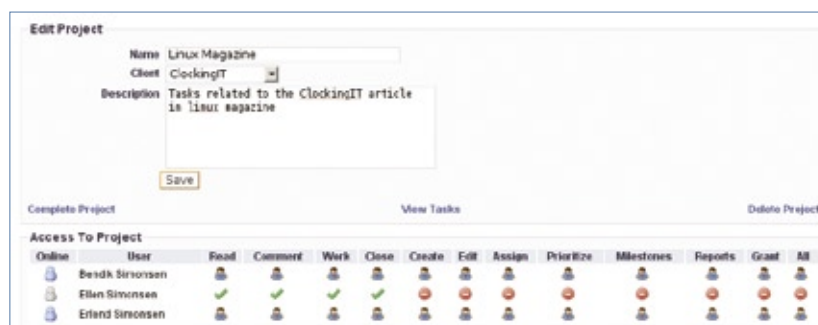 Edit Project
Name Linux Magazine
Client ClockingIT
Description Tasks related to the ClockingIT article
in linux magazine
Save
Complete Project View Tasks Delete Project
Access To Project
Online User Read Comment Work Close Create Edit Assign Prioritize Milestones Reports Grant All
Bendik Simonsen
Ellen Simonsen
Erlend Simonsen